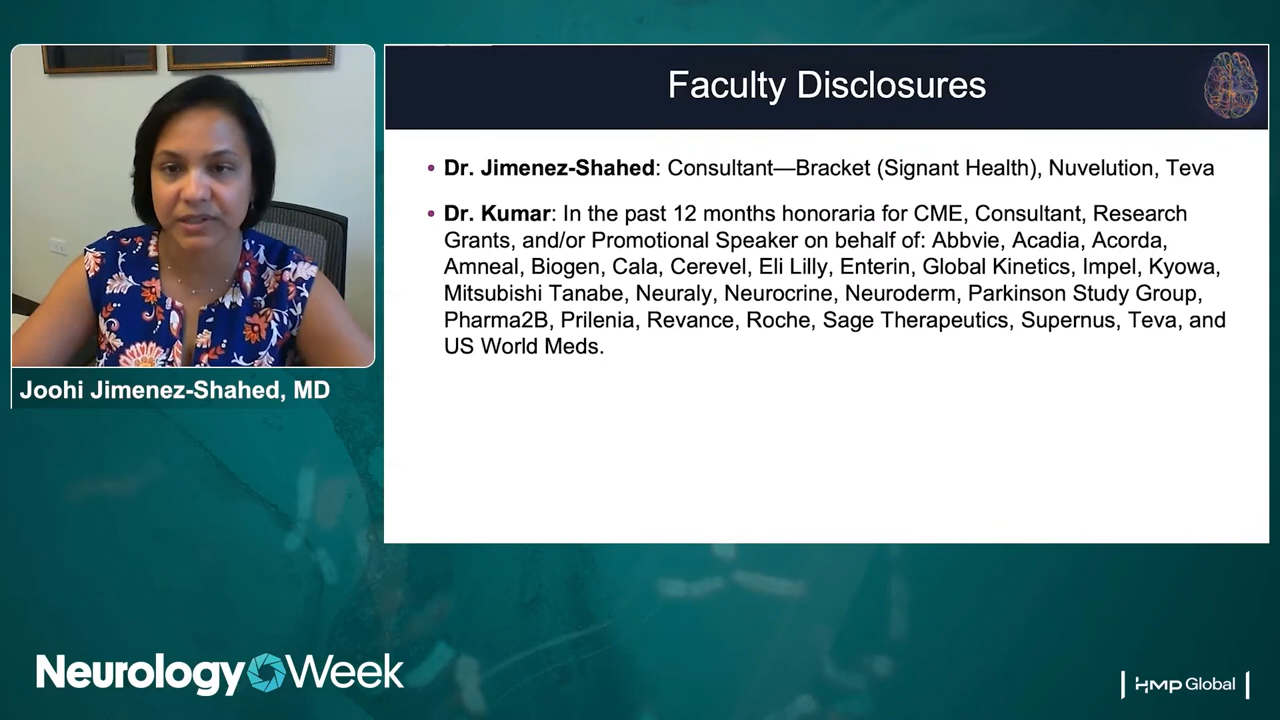 Faculty Disclosures
• Dr. Jimenez-Shahed: Consultant—Bracket (Signant Health), Nuvelution, Teva
• Dr. Kumar: In the past 12 months honoraria for CME, Consultant, Research
Grants, and/or Promotional Speaker on behalf of: Abbvie, Acadia, Acorda,
Amneal, Biogen, Cala, Cerevel, Eli Lilly, Enterin, Global Kinetics, Impel, Kyowa,
Mitsubishi Tanabe, Neuraly, Neurocrine, Neuroderm, Parkinson Study Group,
Pharma2B, Prilenia, Revance, Roche, Sage Therapeutics, Supernus, Teva, and
US World Meds.
Joohi Jimenez-Shahed, MD
Neurology Week
HMP Global